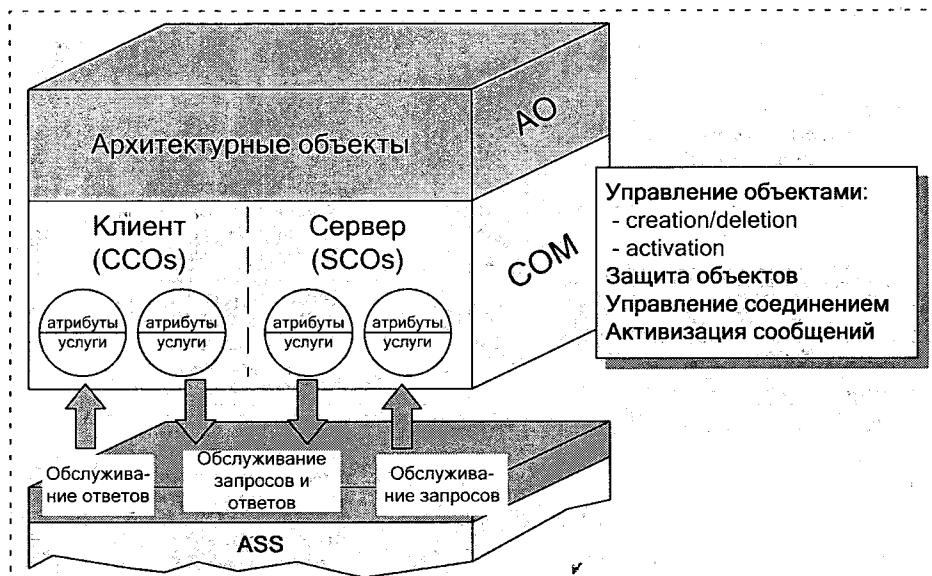 Архитектурные объекты
АО
Клиент
(CCOs)
Сервер
(SCOs)
COM
атрибуты
услуги
атрибуты
услуги
атрибуты
услуги
атрибуты
услуги
Управление объектами:
- creation/deletion
- activation
Защита объектов
Управление соединением
Активизация сообщений
Обслужива-
ние ответов
Обслуживание
запросов и
ответов
Обслужива-
ние запросов
ASS